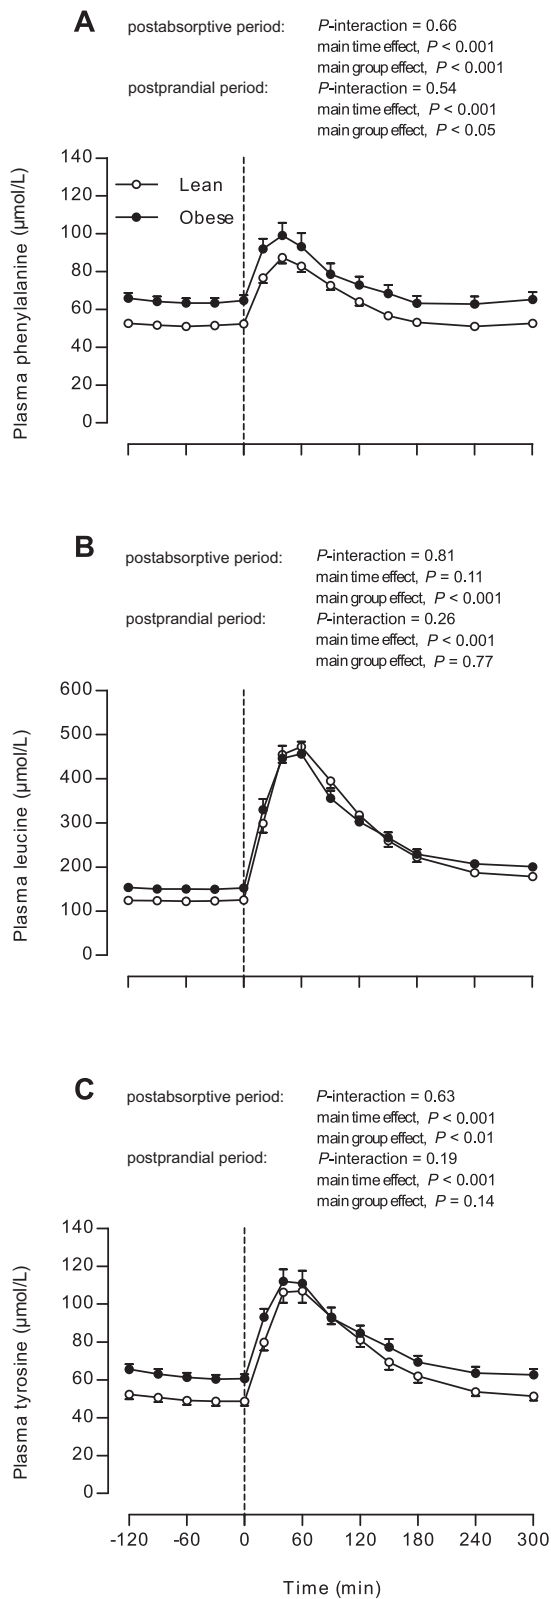 A
postabsorptive period: P-interaction = 0.66
main time effect, P < 0.001
main group effect, P < 0.001
postprandial period: P-interaction = 0.54
main time effect, P < 0.001
main group effect, P < 0.05
Plasma phenylalanine (µmol/L)
140
120
100
80
60
40
20
0
Lean
Obese
B
postabsorptive period: P-interaction = 0.81
main time effect, P = 0.11
main group effect, P < 0.001
postprandial period: P-interaction = 0.26
main time effect, P < 0.001
main group effect, P = 0.77
Plasma leucine (µmol/L)
600
500
400
300
200
100
0
C
postabsorptive period: P-interaction = 0.63
main time effect, P < 0.001
main group effect, P < 0.01
postprandial period: P-interaction = 0.19
main time effect, P < 0.001
main group effect, P = 0.14
Plasma tyrosine (µmol/L)
140
120
100
80
60
40
20
0
-120 -60 0 60 120 180 240 300
Time (min)